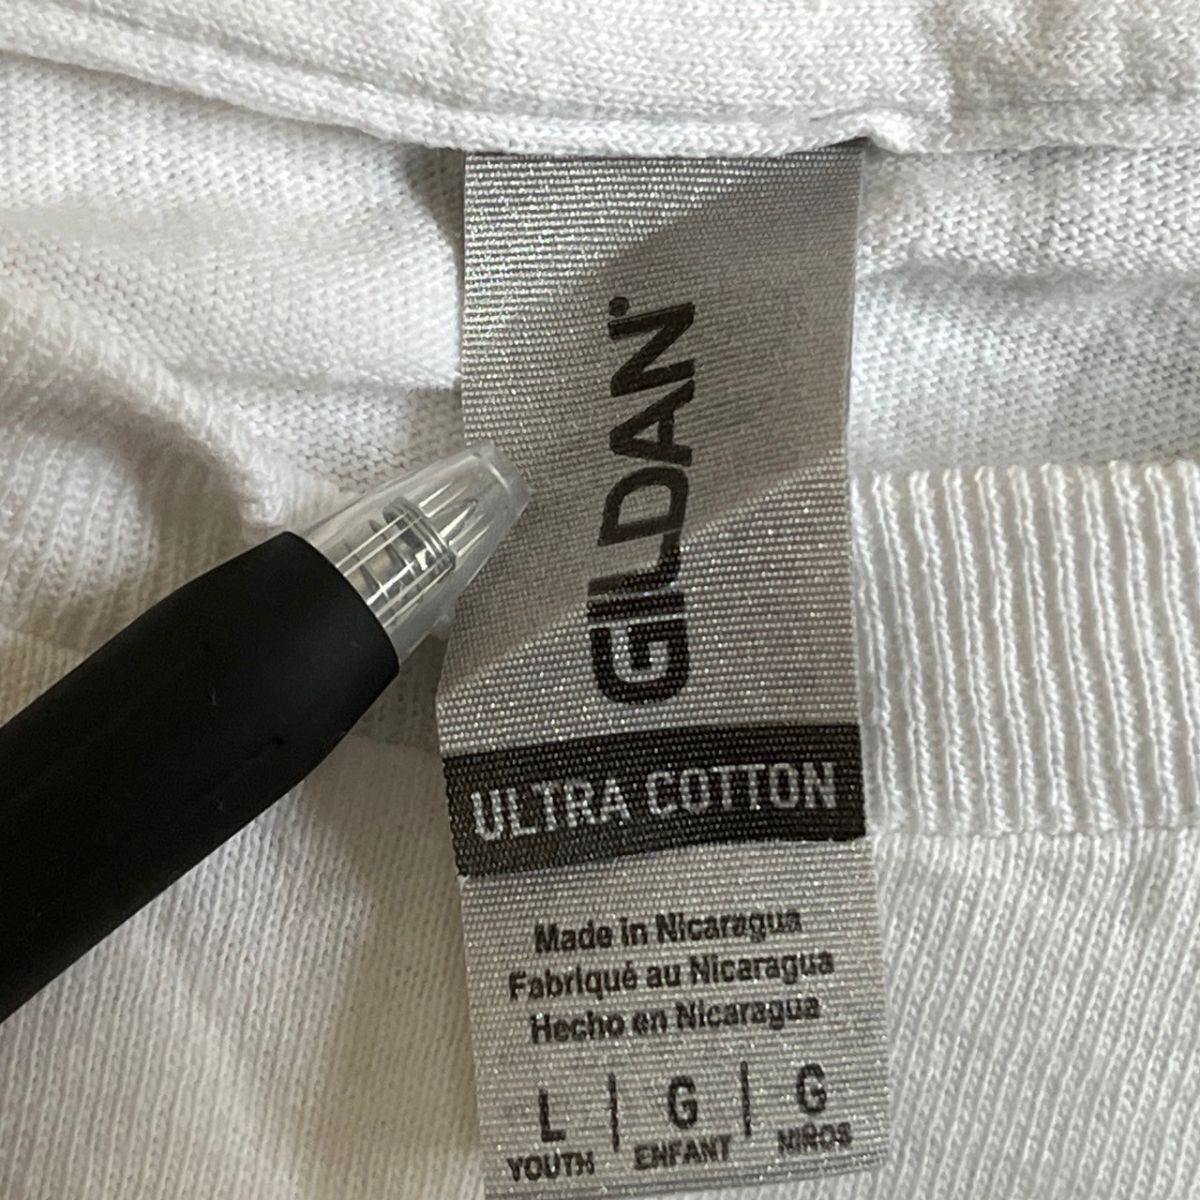 GILDAN
ULTRA COTTON
Made in Nicaragua
Fabriqué au Nicaragua
Hecho en Nicaragua
L | G | G
YOUTH ENFANT NIÑOS